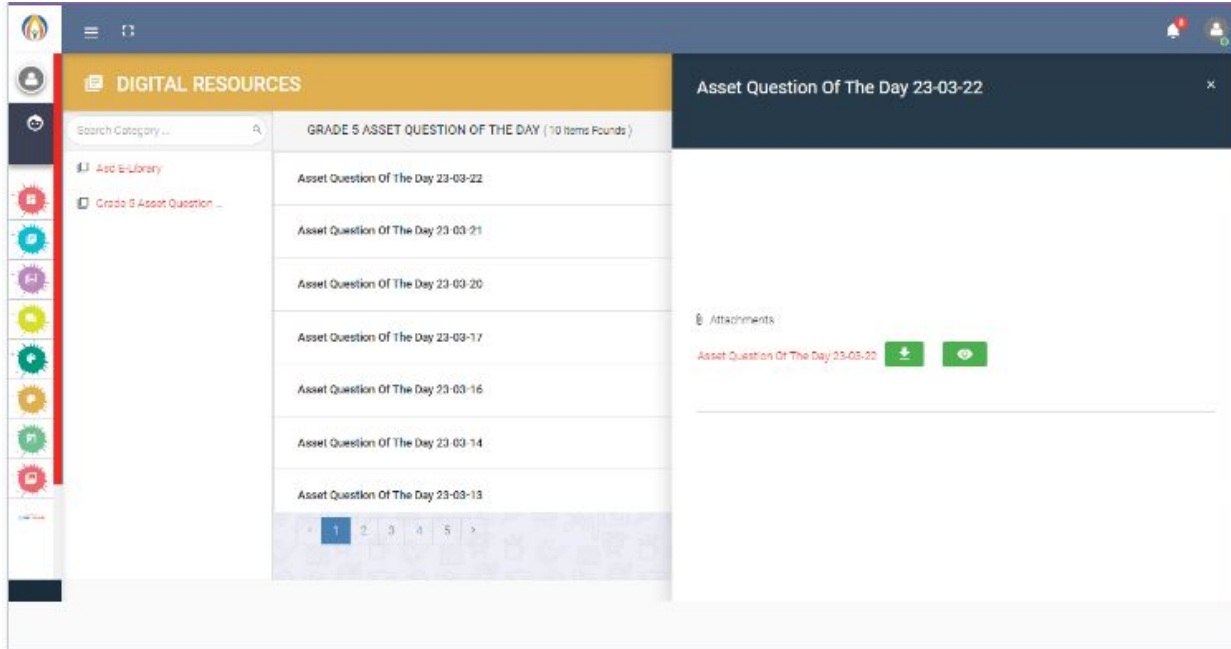 DIGITAL RESOURCES
Search Category ...
Asd E-Library
Grade 5 Asset Question ...
GRADE 5 ASSET QUESTION OF THE DAY ( 10 Items Founds )
Asset Question Of The Day 23-03-22
Asset Question Of The Day 23-03-21
Asset Question Of The Day 23-03-20
Asset Question Of The Day 23-03-17
Asset Question Of The Day 23-03-16
Asset Question Of The Day 23-03-14
Asset Question Of The Day 23-03-13
‹ 1 2 3 4 5 ›
Asset Question Of The Day 23-03-22
×
Attachments
Asset Question Of The Day 23-03-22